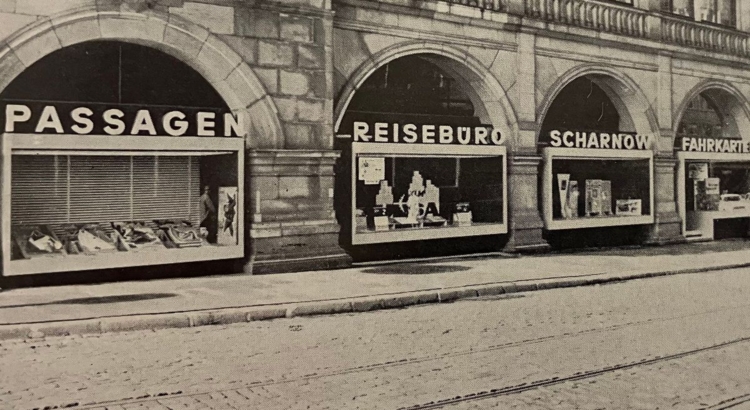 PASSAGEN
REISEBÜRO
SCHARNOW
FAHRKARTE